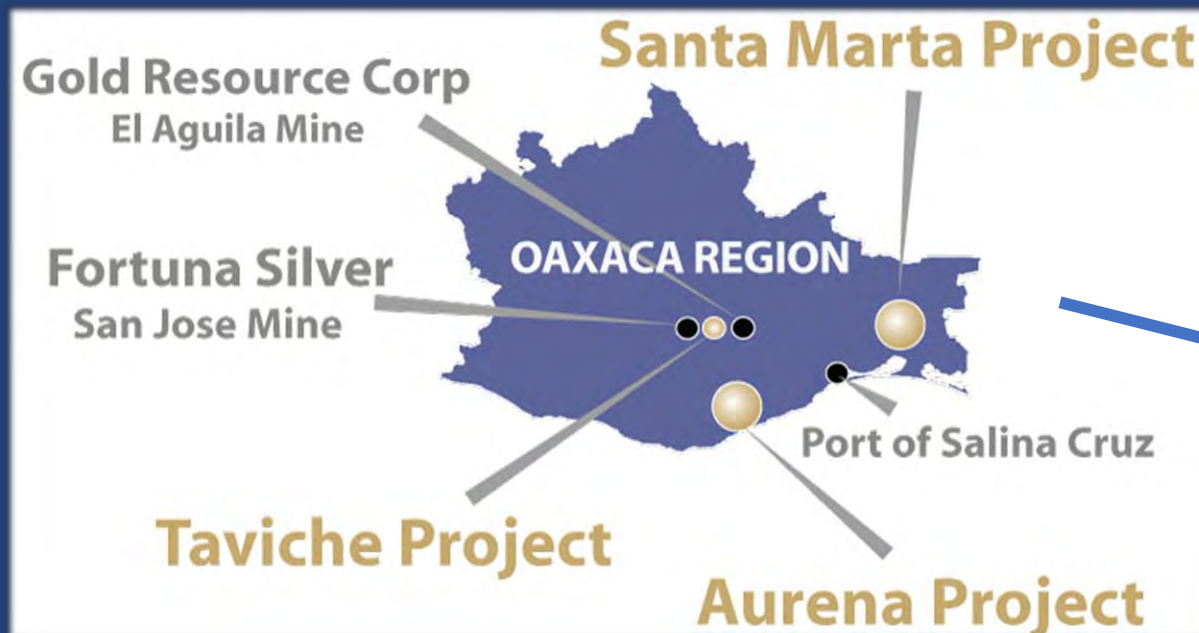 Santa Marta Project
Gold Resource Corp
El Aguila Mine
OAXACA REGION
Fortuna Silver
San Jose Mine
Port of Salina Cruz
Taviche Project
Aurena Project